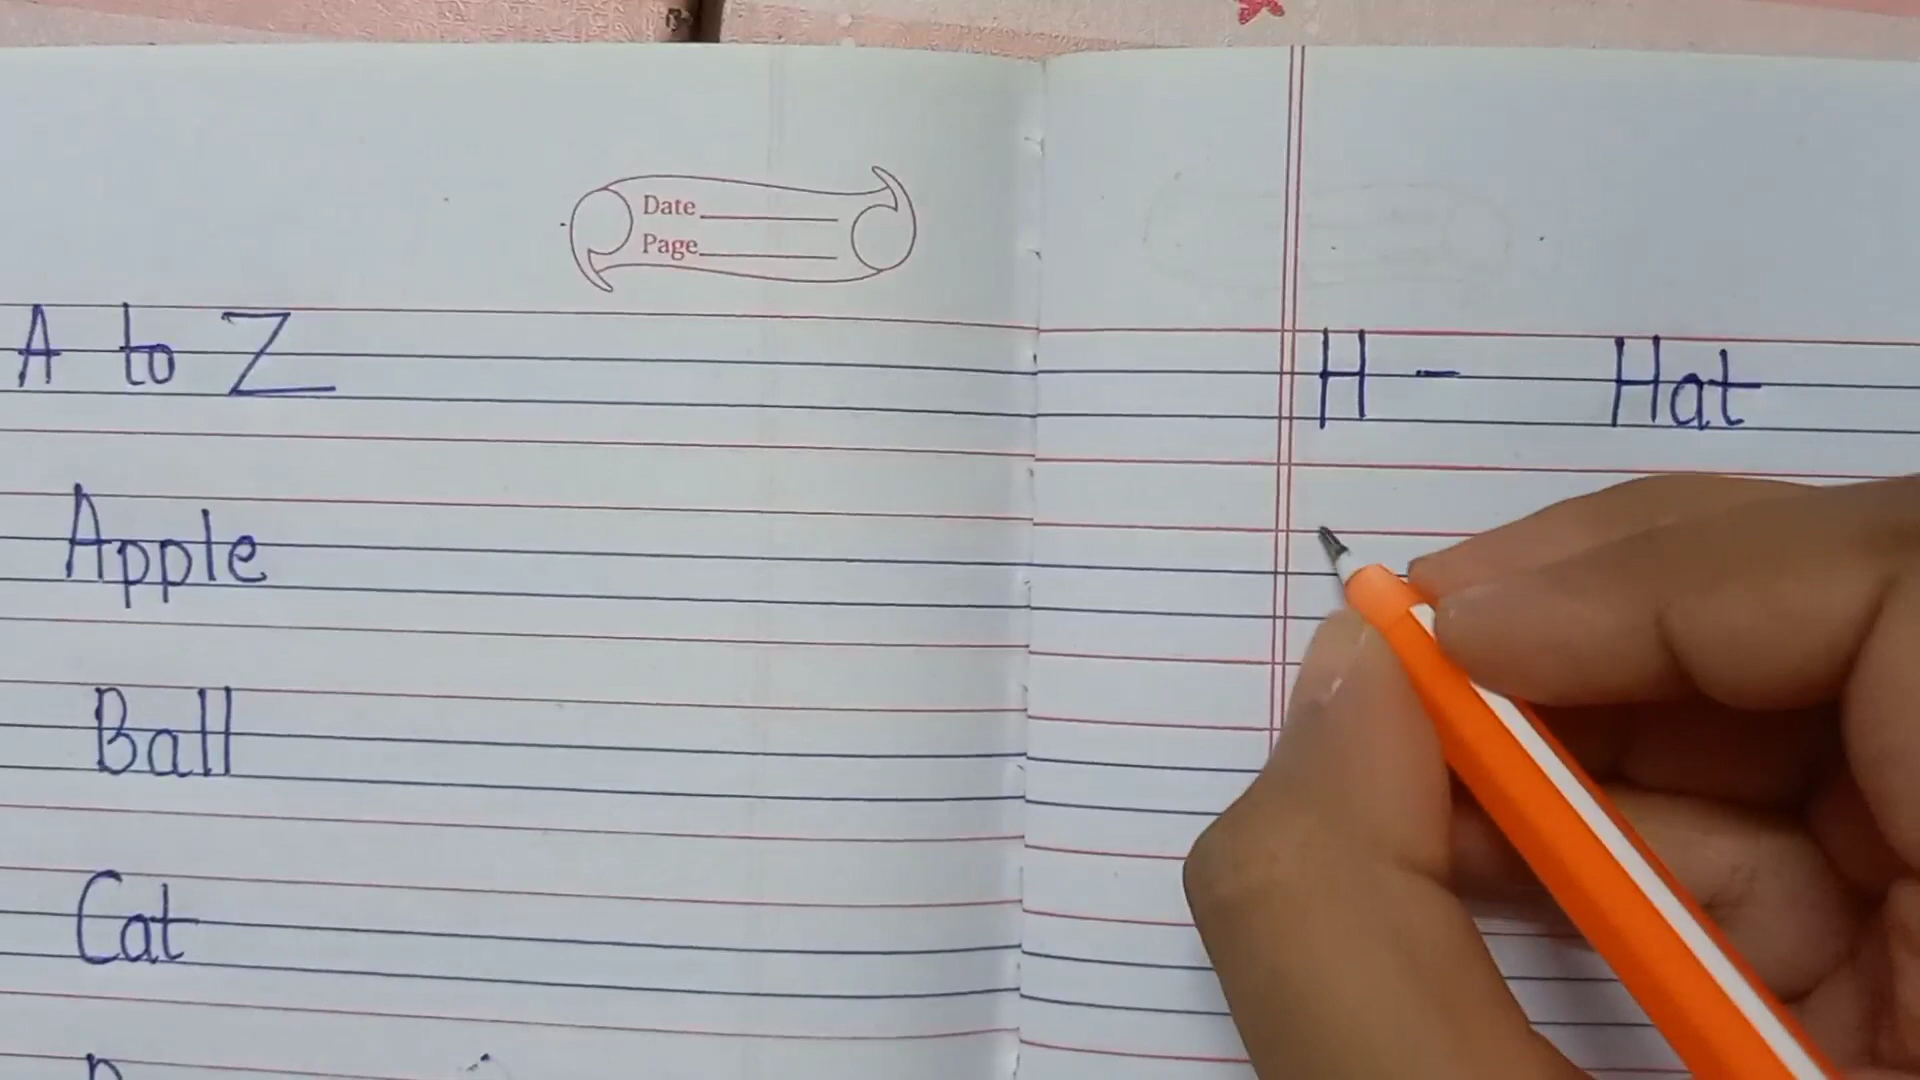 Date
Page
A to Z
Apple
Ball
Cat
H - Hat